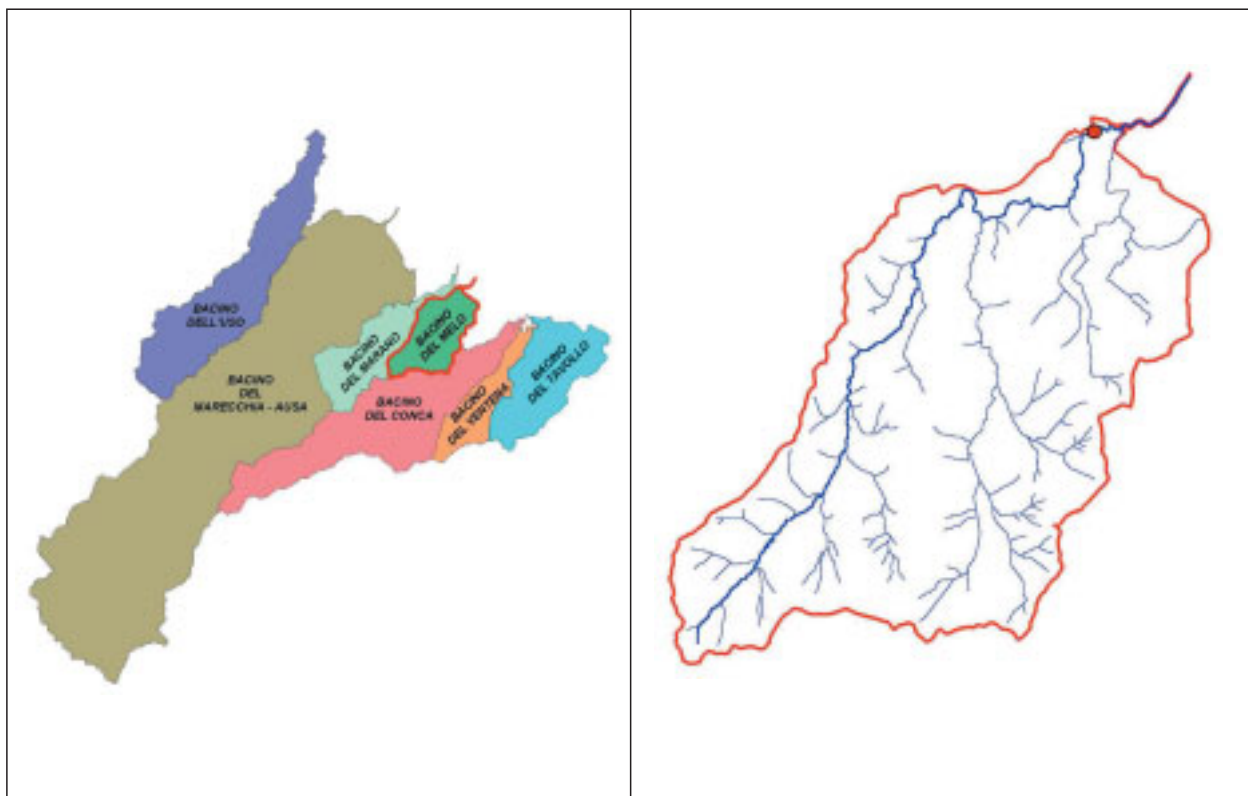 BACINO
DELL'USO
BACINO
DEL
MARECCHIA - AUSA
BACINO
DEL MARANO
BACINO
DEL MELO
BACINO
DEL CONCA
BACINO
DEL VENTENA
BACINO
DEL TAVOLLO